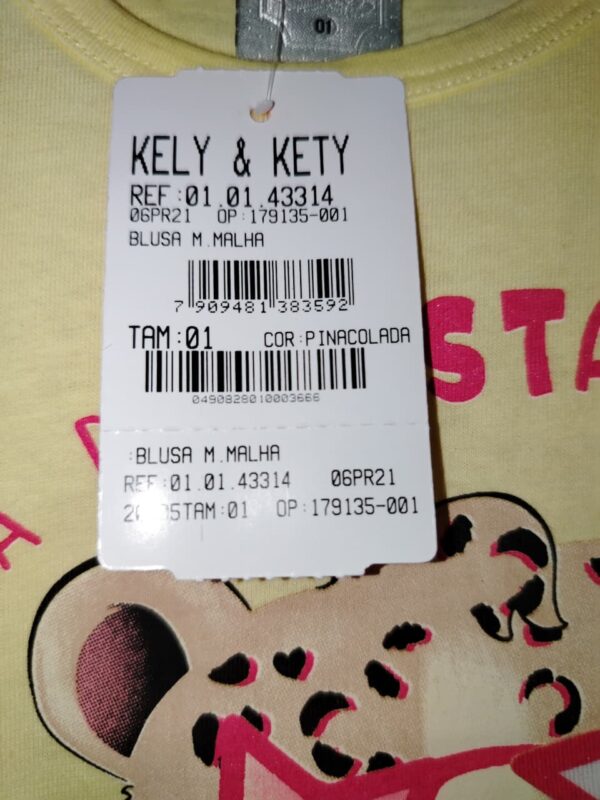 01
KELY & KETY
REF:01.01.43314
06PR21 OP:179135-001
BLUSA M.MALHA
7 909481 383592
TAM:01 COR:PINACOLADA
0490828010003666
STA
:BLUSA M.MALHA
REF:01.01.43314 06PR21
TAM:01 OP:179135-001
A